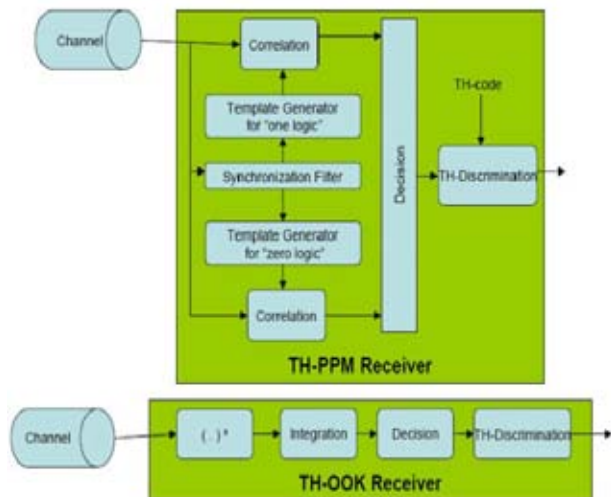 Channel
Correlation
TH-code
Template Generator
for "one logic"
Synchronization Filter
Decision
TH-Discrimination
Template Generator
for "zero logic"
Correlation
TH-PPM Receiver
Channel
Integration
Decision
TH-Discrimination
TH-OOK Receiver